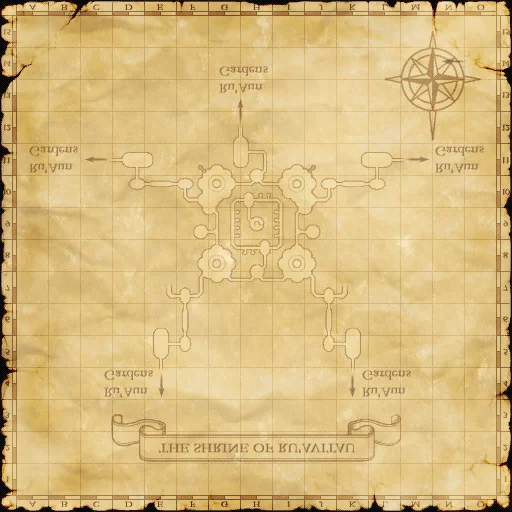 A B C D E F G H I J K L M N O
THE SHRINE OF RU'AVITAU
Ru'Aun
Gardens
Ru'Aun
Gardens
Ru'Aun
Gardens
Ru'Aun
Gardens
Ru'Aun
Gardens
A B C D E F G H I J K L M N O